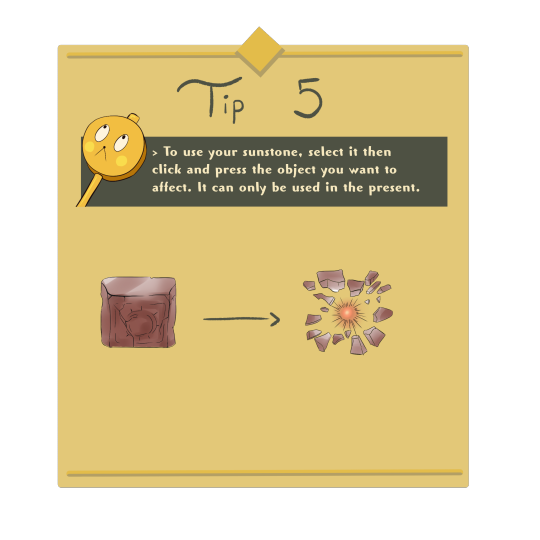 Tip 5
> To use your sunstone, select it then
click and press the object you want to
affect. It can only be used in the present.